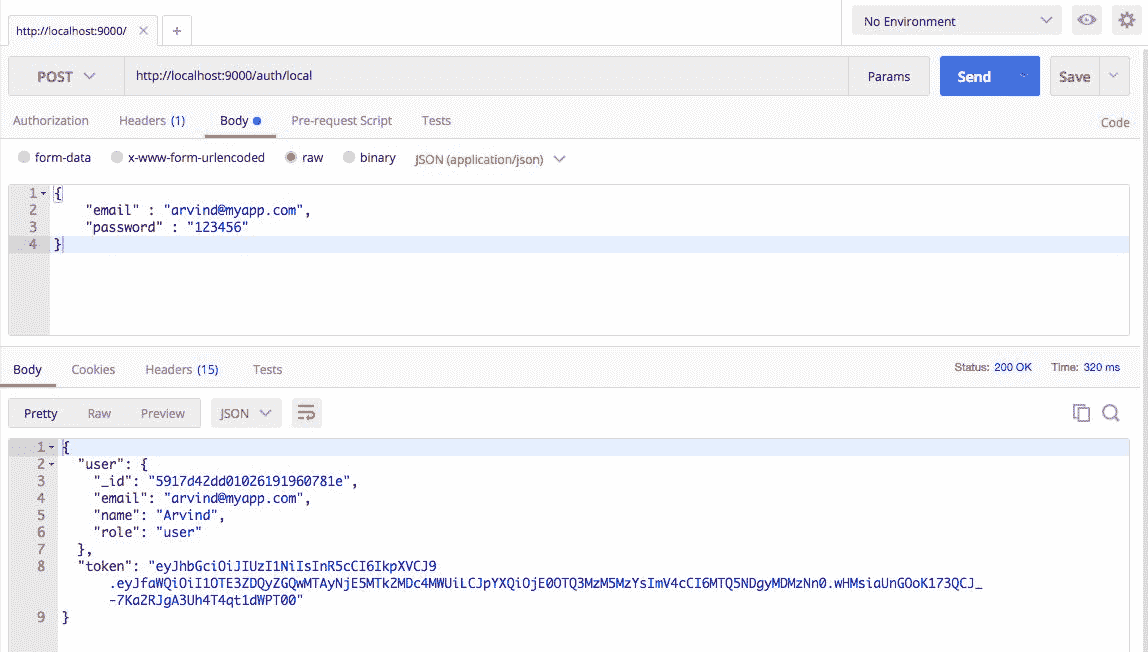 http://localhost:9000/
+
No Environment
POST
http://localhost:9000/auth/local
Params
Send
Save
Authorization Headers (1) Body Pre-request Script Tests
Code
form-data x-www-form-urlencoded raw binary JSON (application/json)
1 {
2 "email" : "arvind@myapp.com",
3 "password" : "123456"
4 }
Body Cookies Headers (15) Tests
Status: 200 OK Time: 320 ms
Pretty Raw Preview JSON
1 {
2 "user": {
3 "_id": "5917d42dd01026191960781e",
4 "email": "arvind@myapp.com",
5 "name": "Arvind",
6 "role": "user"
7 },
8 "token": "eyJhbGciOiJIUzI1NiIsInR5cCI6IkpXVCJ9
.eyJfaWQiOiI1OTE3ZDQyZGQwMTAyNjE5MTk2MDc4MWUiLCJpYXQiOjE0OTQ3MzM5MzYsImV4cCI6MTQ5NDgyMDMzNn0.wHMsiaUnGOoK173QCJ_
-7Ka2RJgA3Uh4T4qt1dWPT00"
9 }